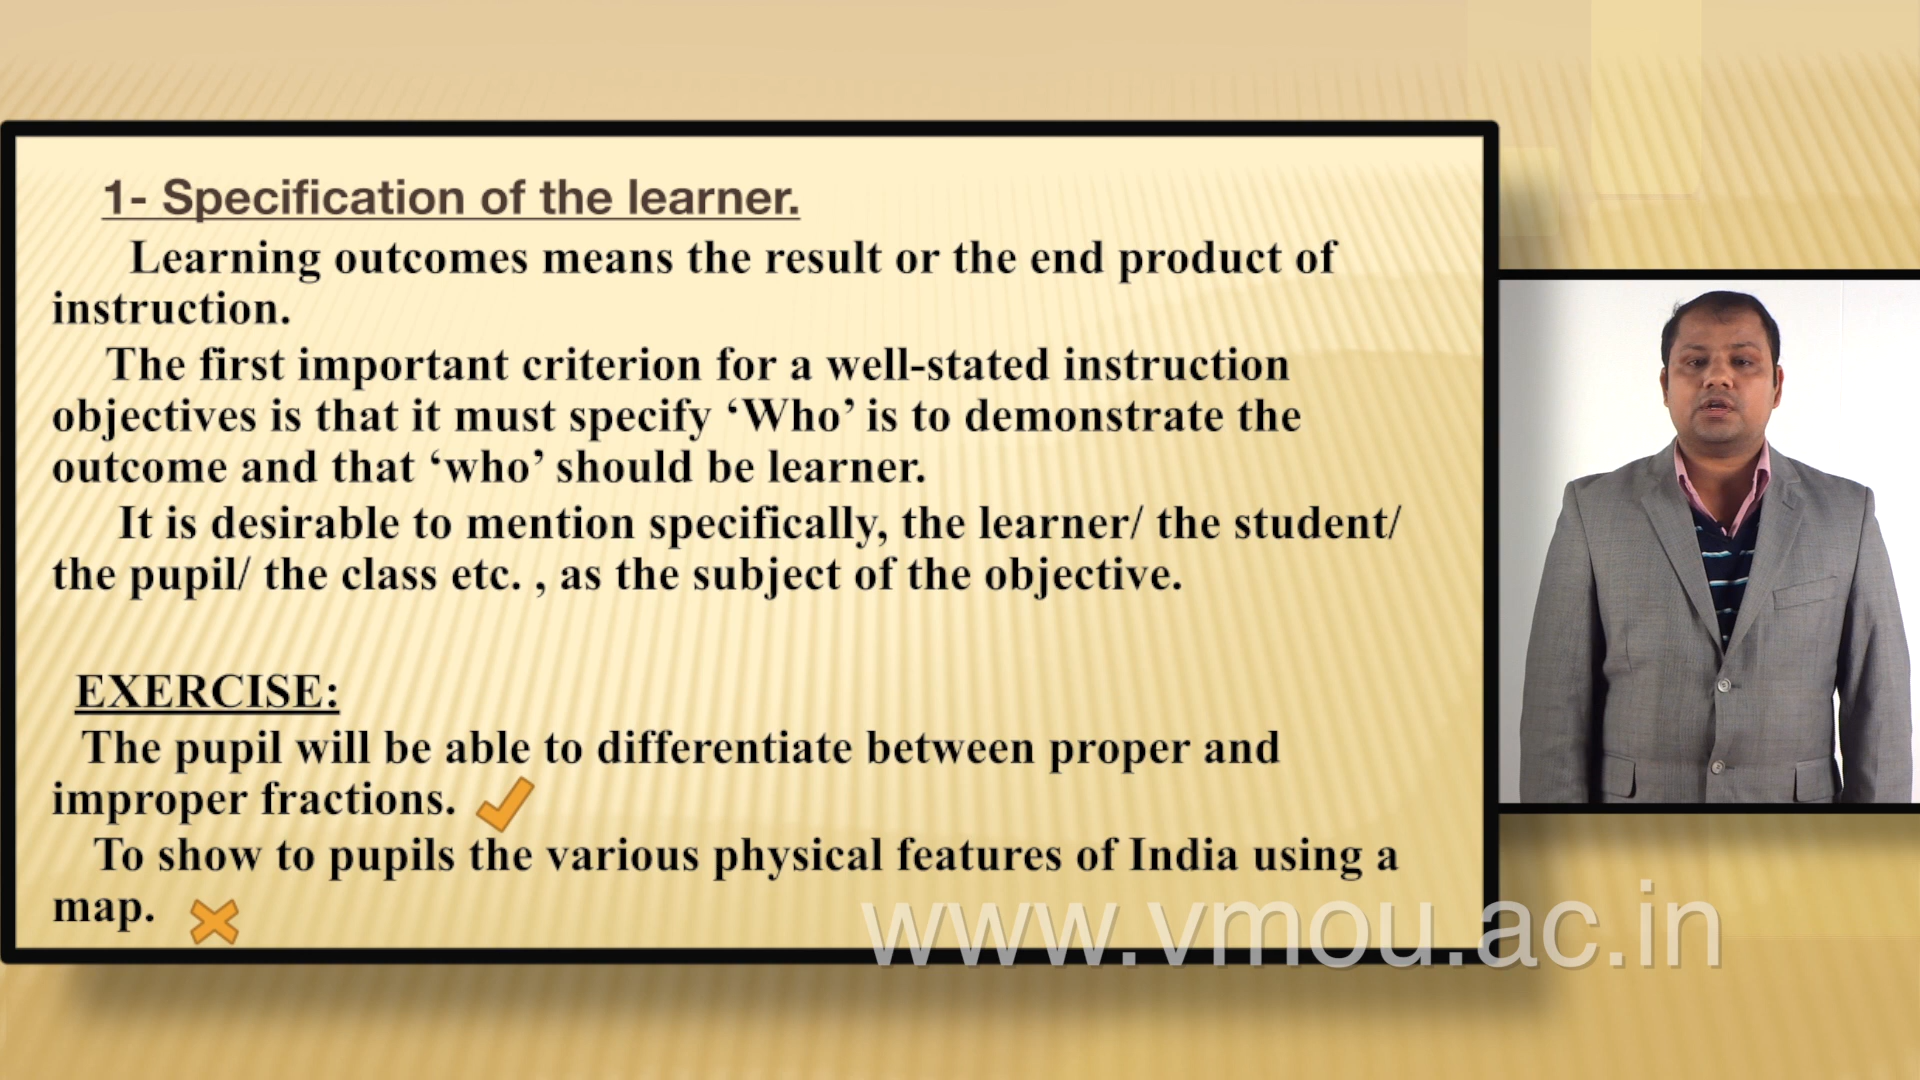 1- Specification of the learner.
Learning outcomes means the result or the end product of
instruction.
The first important criterion for a well-stated instruction
objectives is that it must specify ‘Who’ is to demonstrate the
outcome and that ‘who’ should be learner.
It is desirable to mention specifically, the learner/ the student/
the pupil/ the class etc. , as the subject of the objective.
EXERCISE:
The pupil will be able to differentiate between proper and
improper fractions.
To show to pupils the various physical features of India using a
map.
www.vmou.ac.in